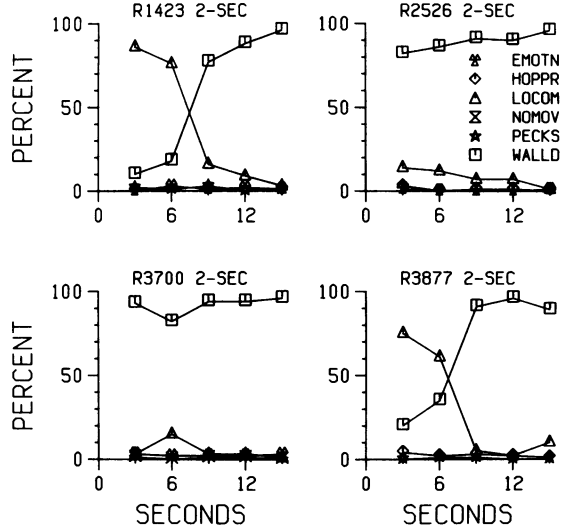 R1423 2-SEC
R2526 2-SEC
PERCENT
100
50
0
0 6 12
100
50
0
0 6 12
EMOTN
HOPPR
LOCOM
NOMOV
PECKS
WALLD
R3700 2-SEC
R3877 2-SEC
PERCENT
100
50
0
0 6 12
SECONDS
100
50
0
0 6 12
SECONDS